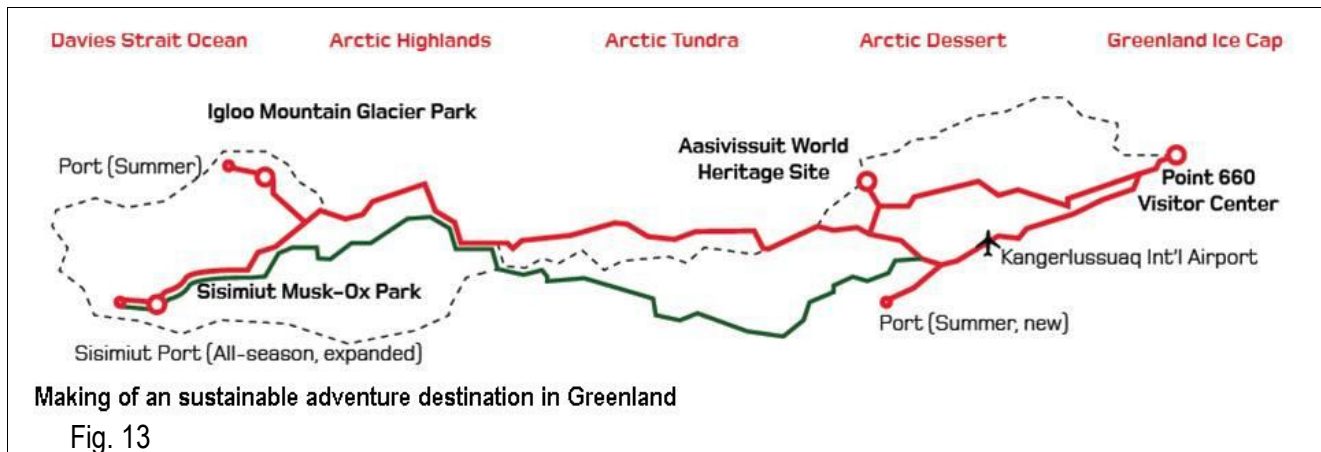 Davies Strait Ocean
Arctic Highlands
Arctic Tundra
Arctic Dessert
Greenland Ice Cap
Igloo Mountain Glacier Park
Port (Summer)
Aasivissuit World
Heritage Site
Point 660
Visitor Center
Kangerlussuaq Int'l Airport
Sisimiut Musk-Ox Park
Port (Summer, new)
Sisimiut Port (All-season, expanded)
Making of an sustainable adventure destination in Greenland
Fig. 13